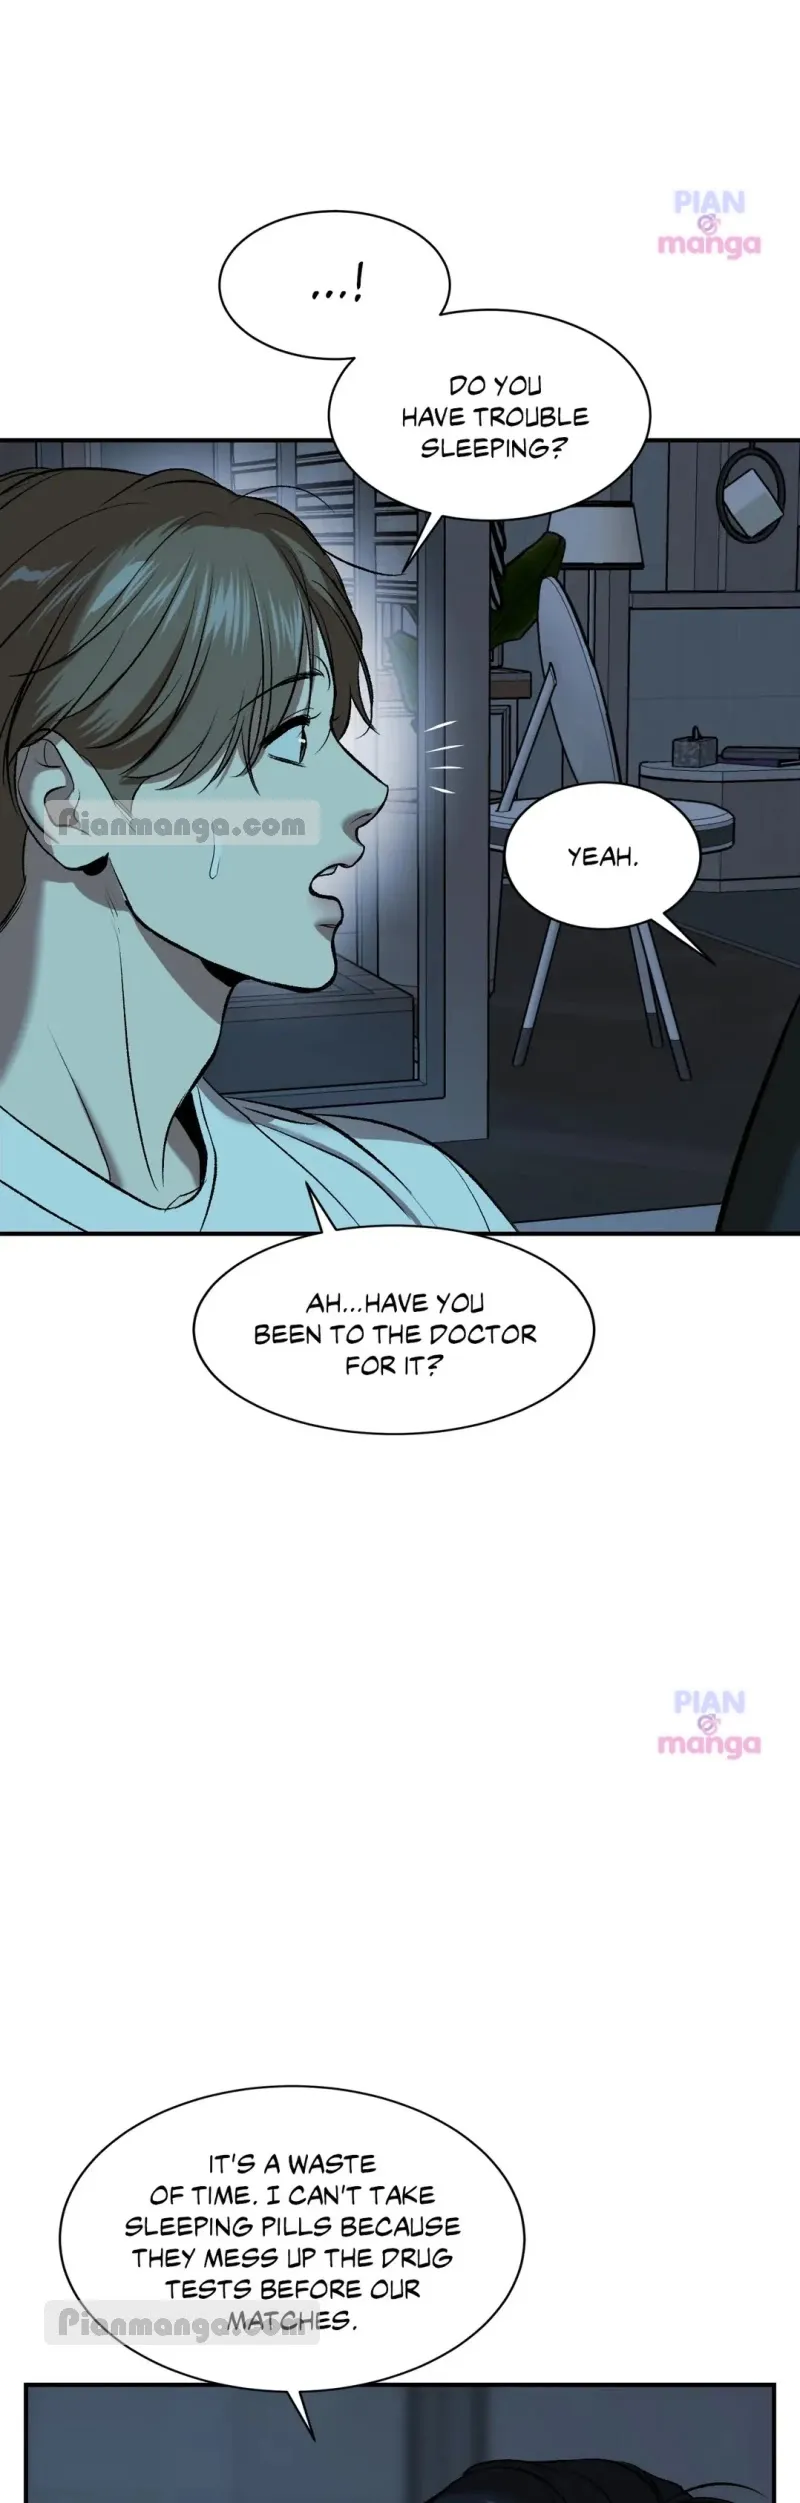 PIAN
manga
...!
DO YOU
HAVE TROUBLE
SLEEPING?
Pianmanga.com
YEAH.
AH...HAVE YOU
BEEN TO THE DOCTOR
FOR IT?
PIAN
manga
IT'S A WASTE
OF TIME. I CAN'T TAKE
SLEEPING PILLS BECAUSE
THEY MESS UP THE DRUG
TESTS BEFORE OUR
MATCHES.
Pianmanga.com